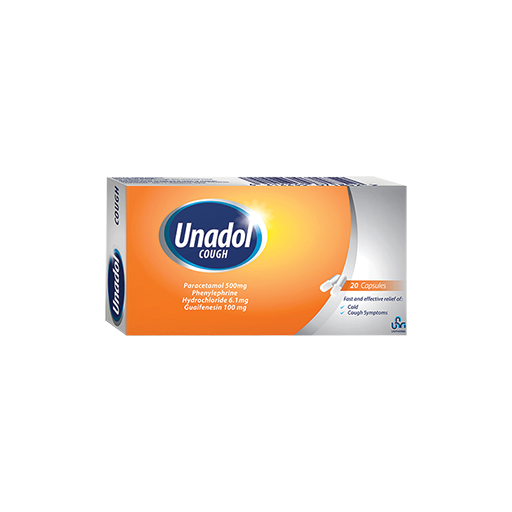 COUGH
Unadol
Unadol
COUGH
Paracetamol 500mg
Phenylephrine
Hydrochloride 6.1mg
Guaifenesin 100 mg
20 Capsules
Fast and effective relief of:
Cold
Cough Symptoms